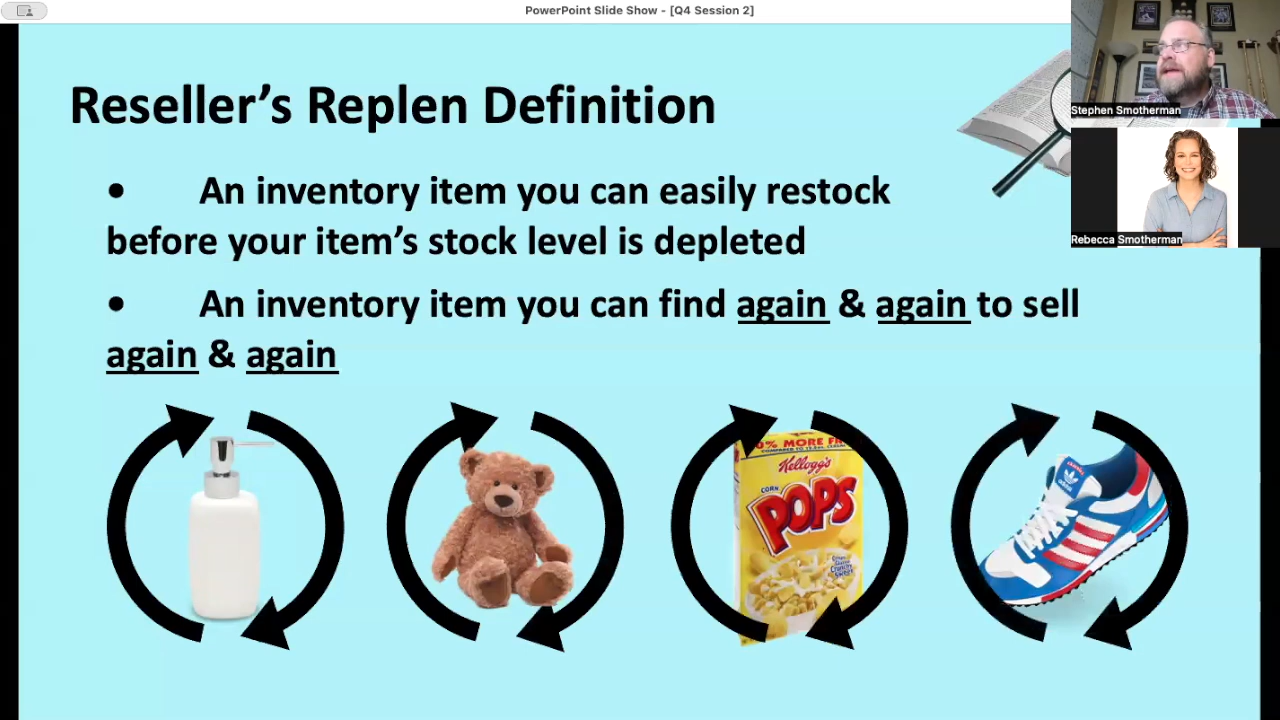 PowerPoint Slide Show - [Q4 Session 2]
Reseller's Replen Definition
• An inventory item you can easily restock
before your item's stock level is depleted
• An inventory item you can find again & again to sell
again & again
Stephen Smotherman
Rebecca Smotherman
Kellogg's
CORN
POPS